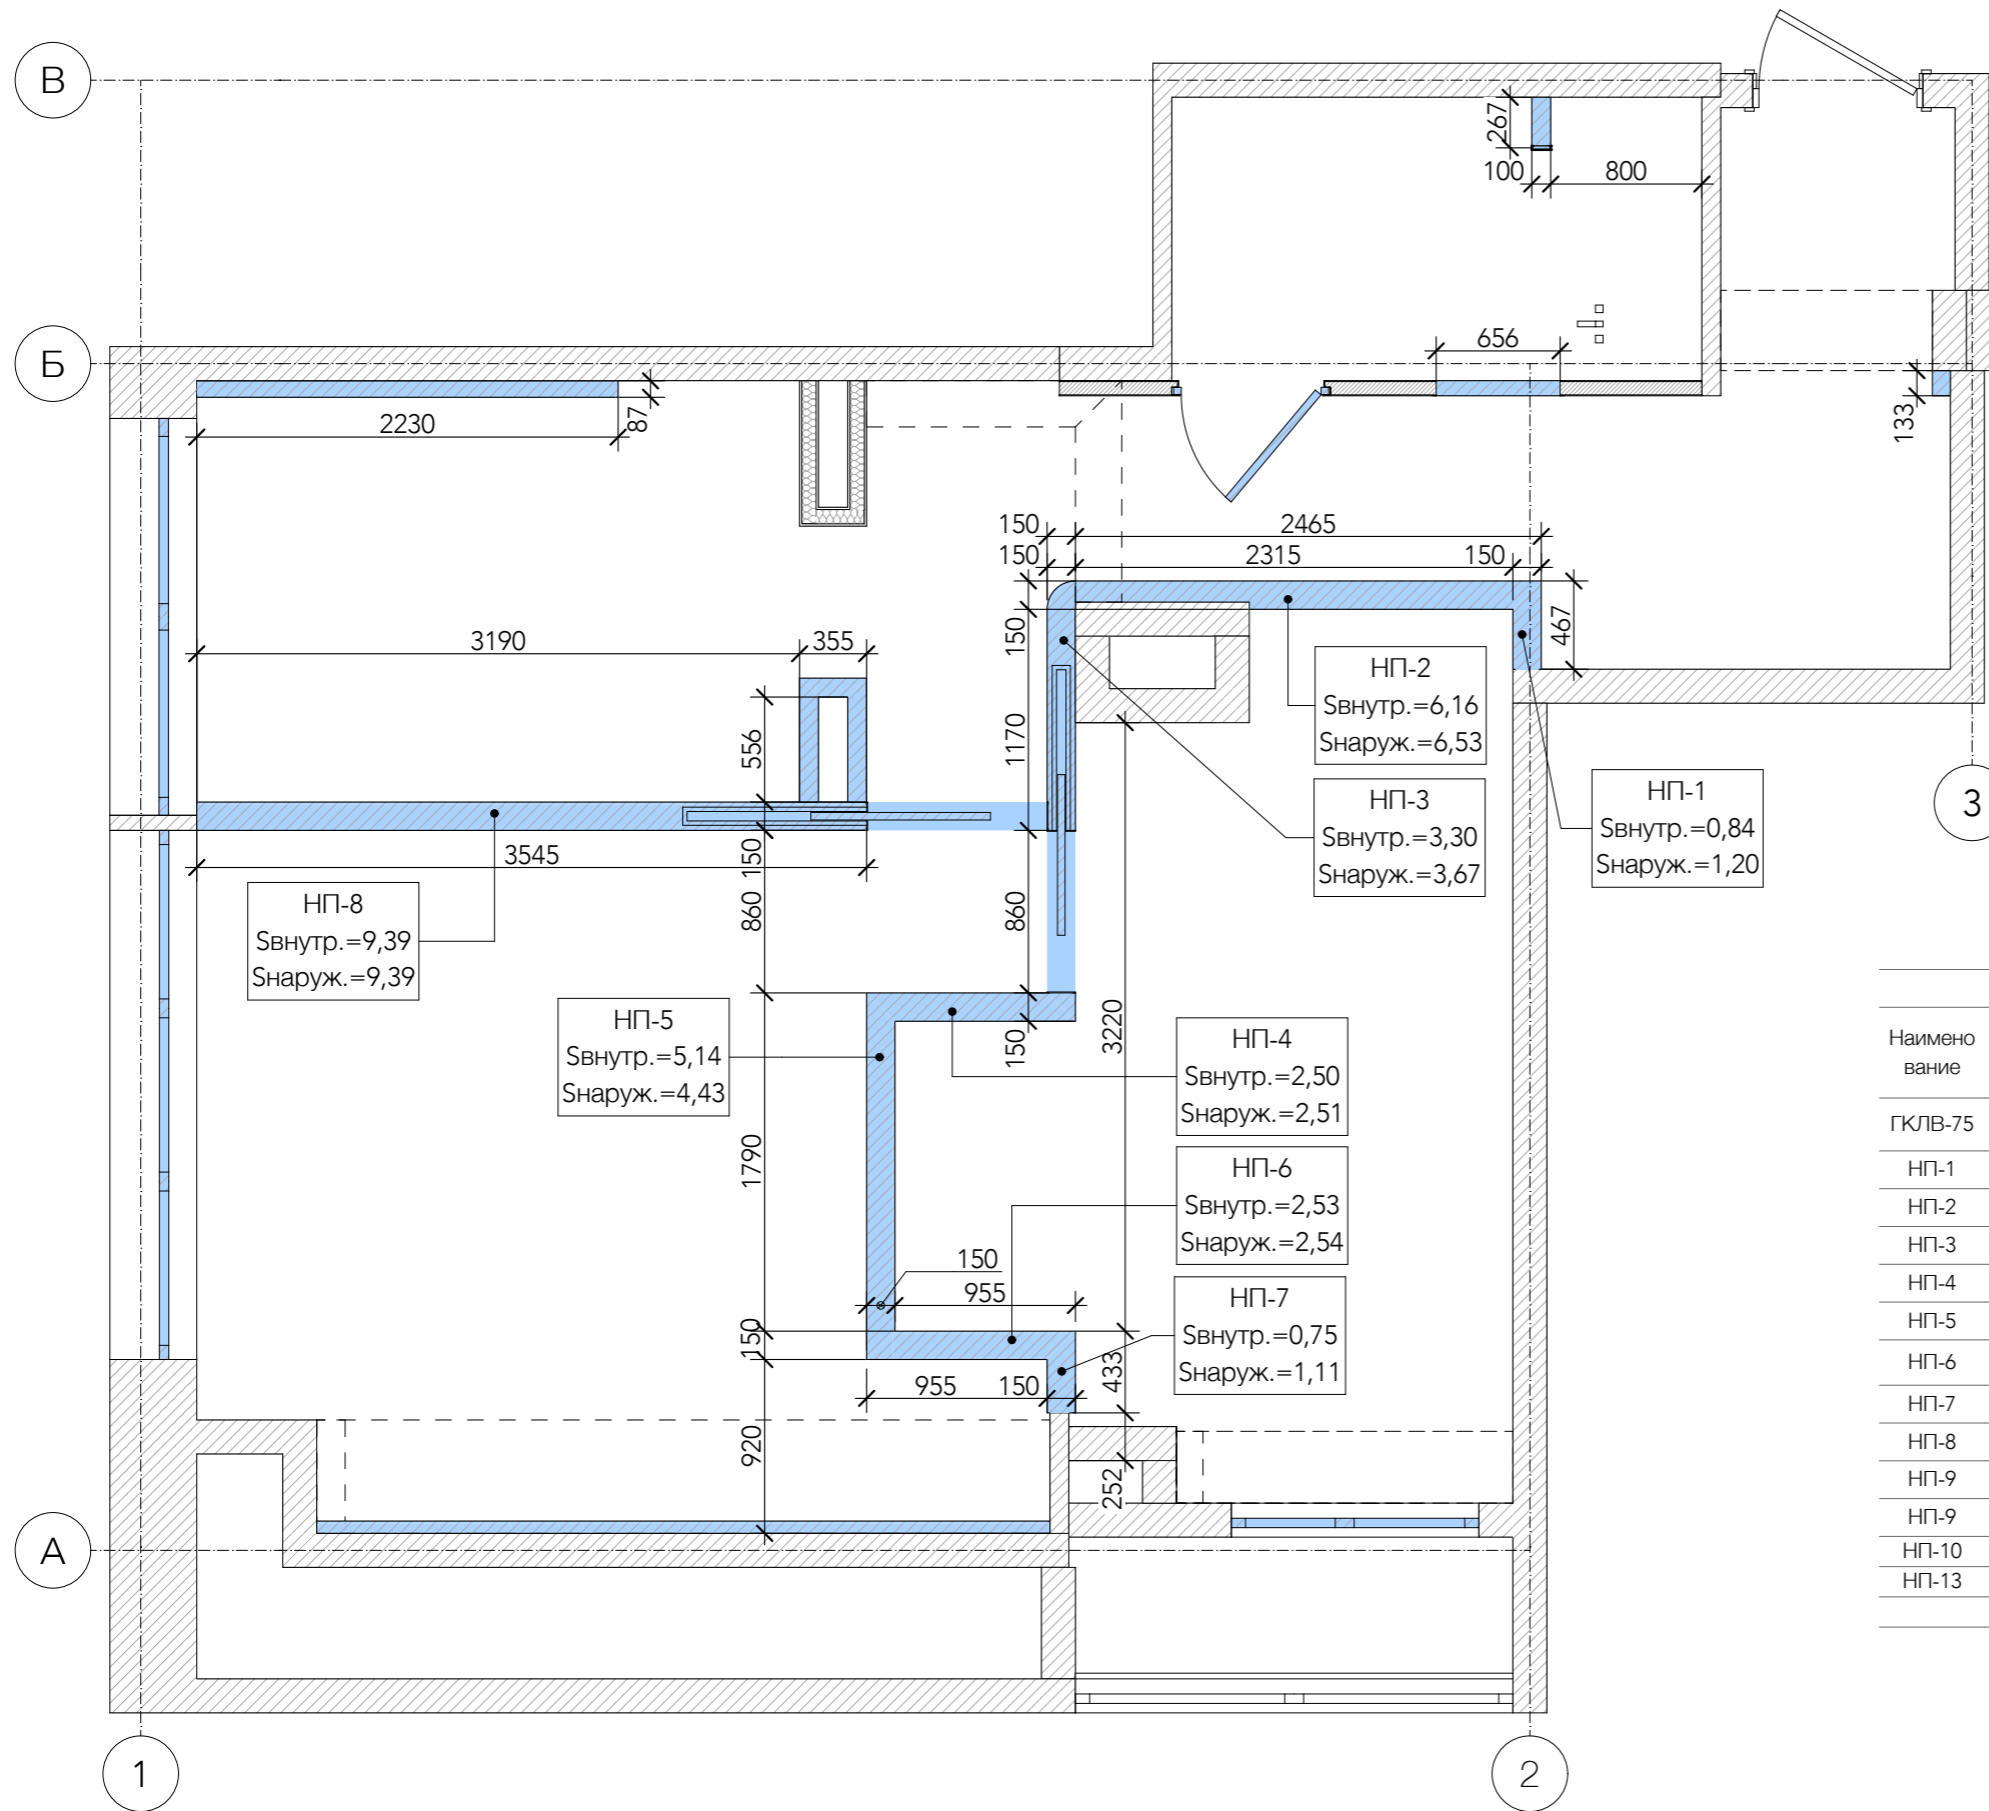 В
267
100
800
Б
656
2230
87
133
150
2465
150
2315
150
3190
355
150
467
НП-2
Sвнутр.=6,16
Sнаруж.=6,53
556
1170
НП-3
Sвнутр.=3,30
Sнаруж.=3,67
НП-1
Sвнутр.=0,84
Sнаруж.=1,20
3
3545
150
860
860
НП-8
Sвнутр.=9,39
Sнаруж.=9,39
НП-5
Sвнутр.=5,14
Sнаруж.=4,43
150
3220
НП-4
Sвнутр.=2,50
Sнаруж.=2,51
1790
НП-6
Sвнутр.=2,53
Sнаруж.=2,54
150
955
НП-7
Sвнутр.=0,75
Sнаруж.=1,11
150
955
150
433
920
252
А
1
2
Наимено
вание
ГКЛВ-75
НП-1
НП-2
НП-3
НП-4
НП-5
НП-6
НП-7
НП-8
НП-9
НП-9
НП-10
НП-13